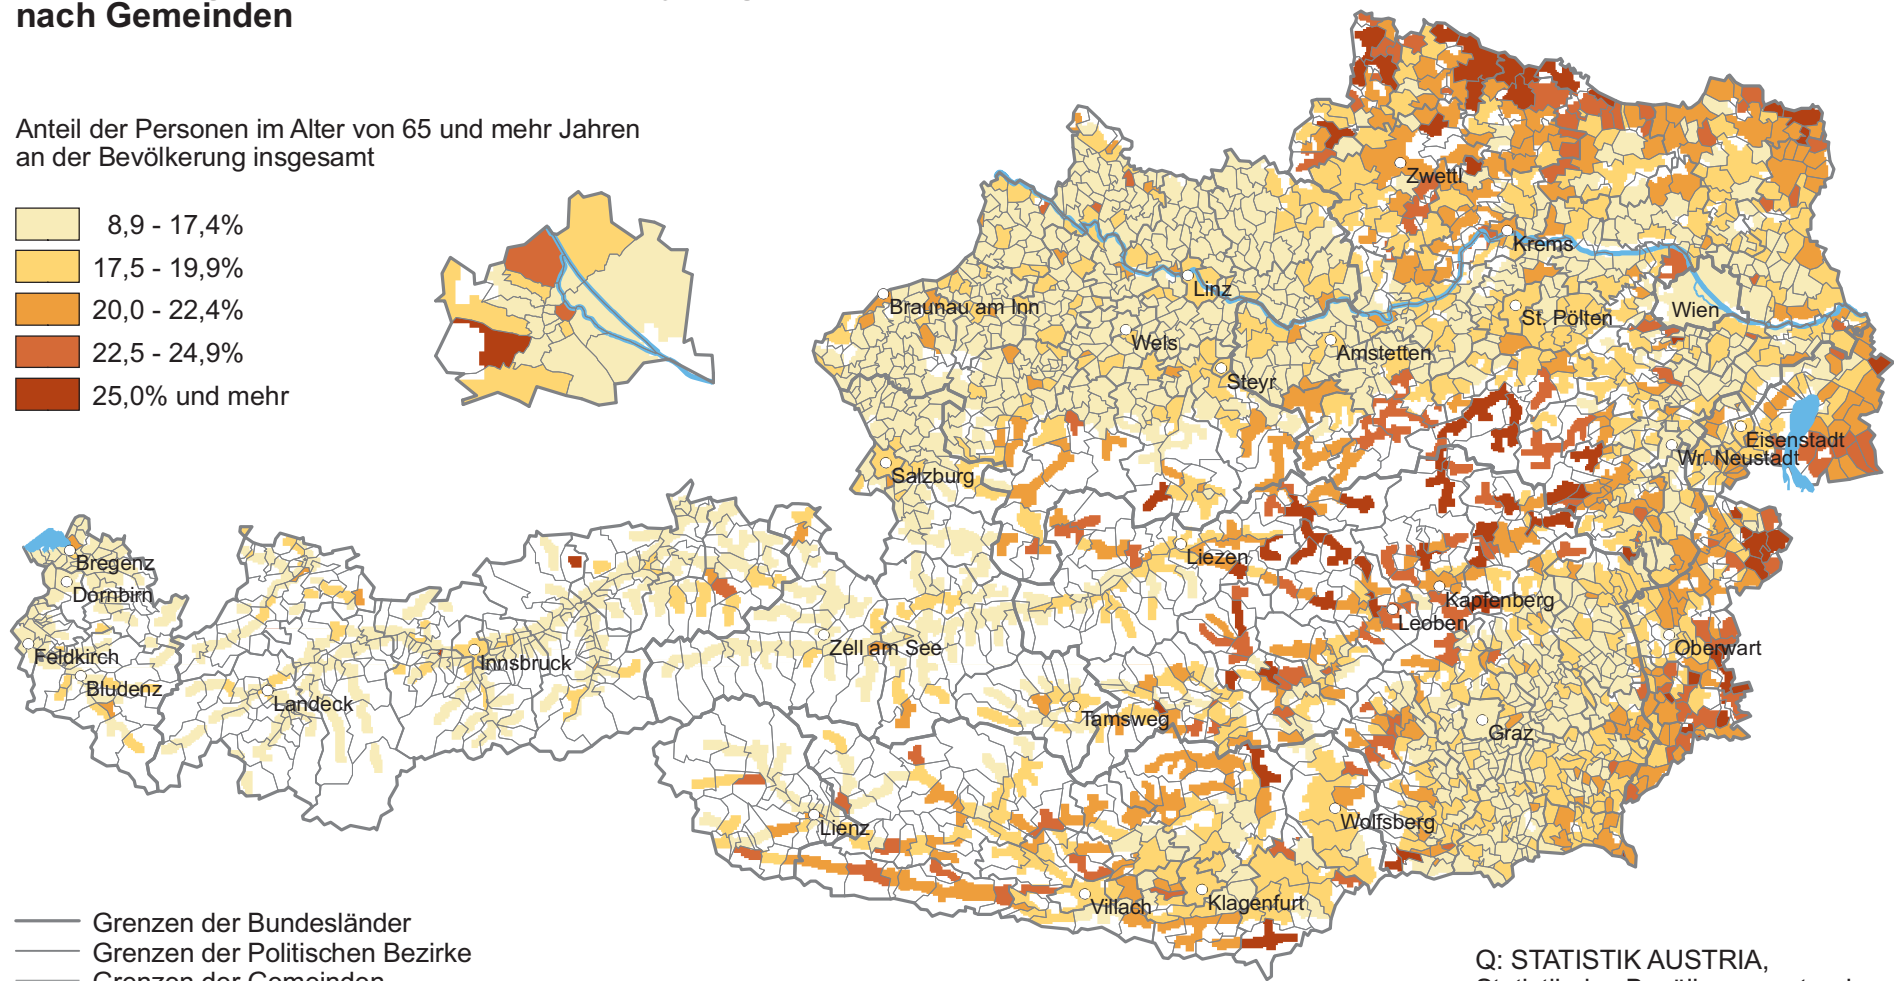 nach Gemeinden
Anteil der Personen im Alter von 65 und mehr Jahren
an der Bevölkerung insgesamt
8,9 - 17,4%
17,5 - 19,9%
20,0 - 22,4%
22,5 - 24,9%
25,0% und mehr
Zwettl
Krems
Linz
Braunau am Inn
St. Pölten
Wien
Wels
Amstetten
Steyr
Eisenstadt
Wr. Neustadt
Salzburg
Liezen
Bregenz
Dornbirn
Kapfenberg
Leoben
Feldkirch
Innsbruck
Zell am See
Oberwart
Bludenz
Landeck
Tamsweg
Graz
Lienz
Wolfsberg
Villach
Klagenfurt
Grenzen der Bundesländer
Grenzen der Politischen Bezirke
Grenzen der Gemeinden
Q: STATISTIK AUSTRIA,